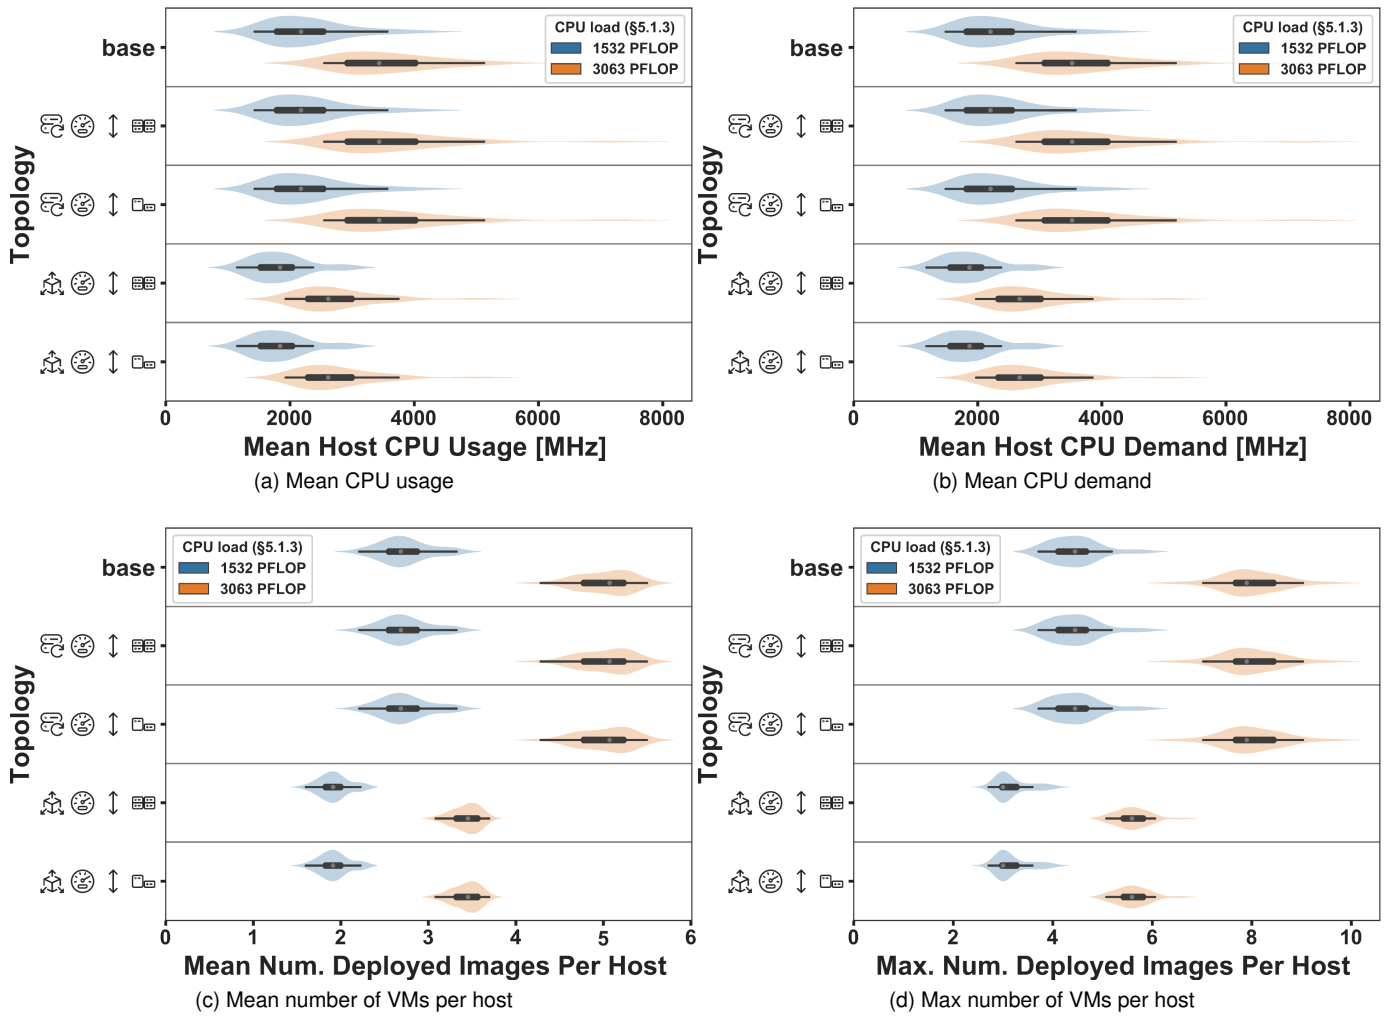 Topology
base
CPU load (§5.1.3)
1532 PFLOP
3063 PFLOP
0 2000 4000 6000 8000
Mean Host CPU Usage [MHz]
(a) Mean CPU usage
Topology
base
CPU load (§5.1.3)
1532 PFLOP
3063 PFLOP
0 2000 4000 6000 8000
Mean Host CPU Demand [MHz]
(b) Mean CPU demand
Topology
base
CPU load (§5.1.3)
1532 PFLOP
3063 PFLOP
0 1 2 3 4 5 6
Mean Num. Deployed Images Per Host
(c) Mean number of VMs per host
Topology
base
CPU load (§5.1.3)
1532 PFLOP
3063 PFLOP
0 2 4 6 8 10
Max. Num. Deployed Images Per Host
(d) Max number of VMs per host